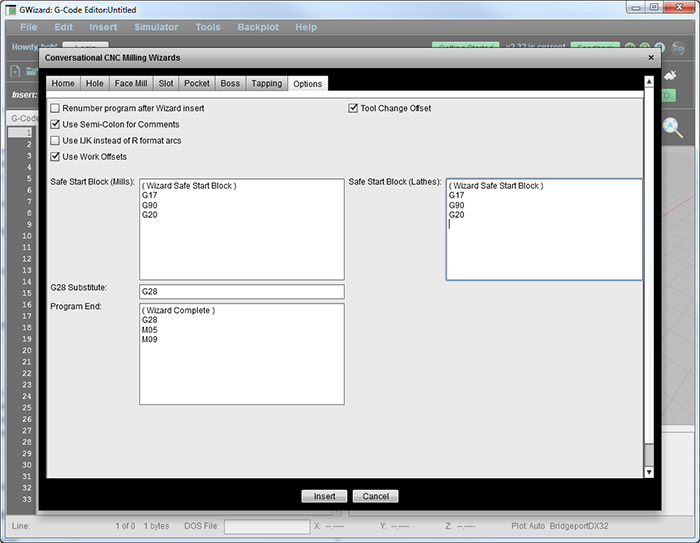 GWizard: G-Code Editor:Untitled
File Edit Insert Simulator Tools Backplot Help
Conversational CNC Milling Wizards
Home Hole Face Mill Slot Pocket Boss Tapping Options
Insert:
G-Code
Renumber program after Wizard insert
Tool Change Offset
Use Semi-Colon for Comments
Use IJK instead of R format arcs
Use Work Offsets
Safe Start Block (Mills):
( Wizard Safe Start Block )
G17
G90
G20
Safe Start Block (Lathes):
( Wizard Safe Start Block )
G17
G90
G20
G28 Substitute:
G28
Program End:
( Wizard Complete )
G28
M05
M09
1
2
3
4
5
6
7
8
9
10
11
12
13
14
15
16
17
18
19
20
21
22
23
24
25
26
27
28
29
30
31
32
33
Insert Cancel
Line: 1 of 0 1 bytes DOS File: X: --.---- Y: --.---- Z: --.---- Plot: Auto BridgeportDX32